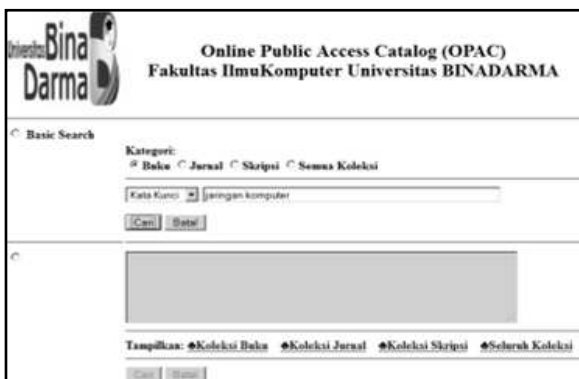 Universitas Bina
Darma
Online Public Access Catalog (OPAC)
Fakultas IlmuKomputer Universitas BINADARMA
Basic Search
Kategori:
Buku Jurnal Skripsi Semua Koleksi
Kata Kunci jaringan komputer
Cari Batal
Tampilkan: ♣Koleksi Buku ♣Koleksi Jurnal ♣Koleksi Skripsi ♣Seluruh Koleksi
Cari Batal